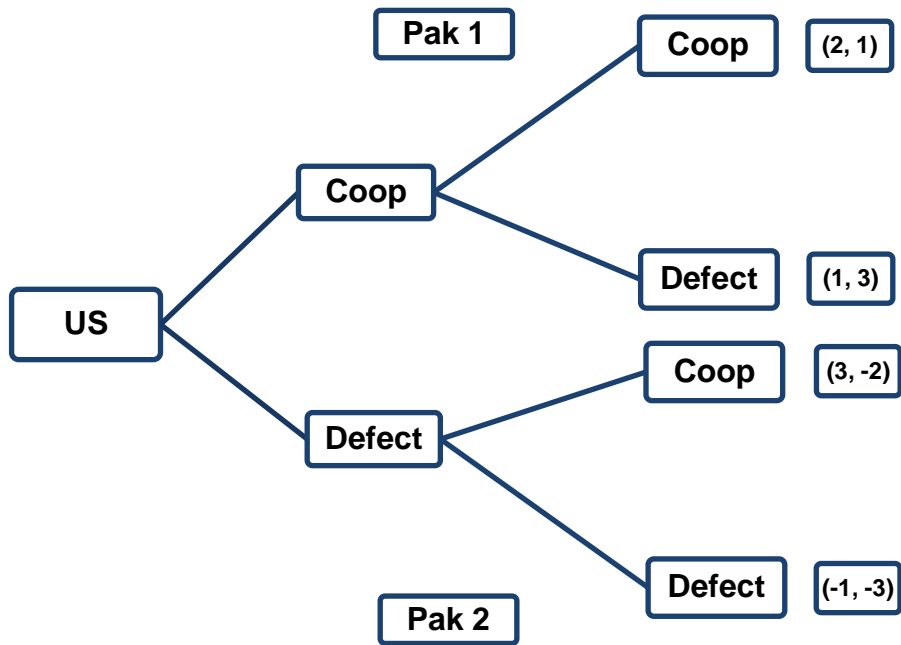 Pak 1
Coop
(2, 1)
Coop
Defect
(1, 3)
US
Coop
(3, -2)
Defect
Defect
(-1, -3)
Pak 2